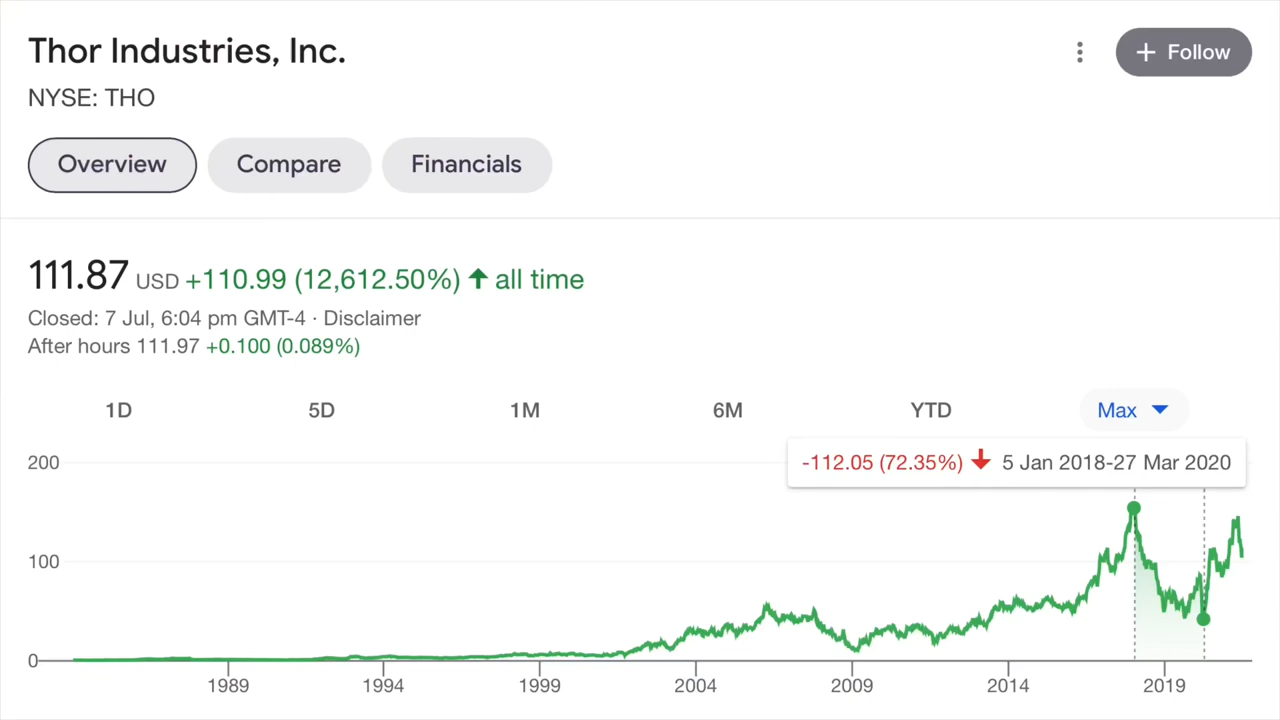 Thor Industries, Inc.
+ Follow
NYSE: THO
Overview Compare Financials
111.87 USD +110.99 (12,612.50%) ↑ all time
Closed: 7 Jul, 6:04 pm GMT-4 · Disclaimer
After hours 111.97 +0.100 (0.089%)
1D 5D 1M 6M YTD Max
200
-112.05 (72.35%) ↓ 5 Jan 2018-27 Mar 2020
100
0
1989 1994 1999 2004 2009 2014 2019